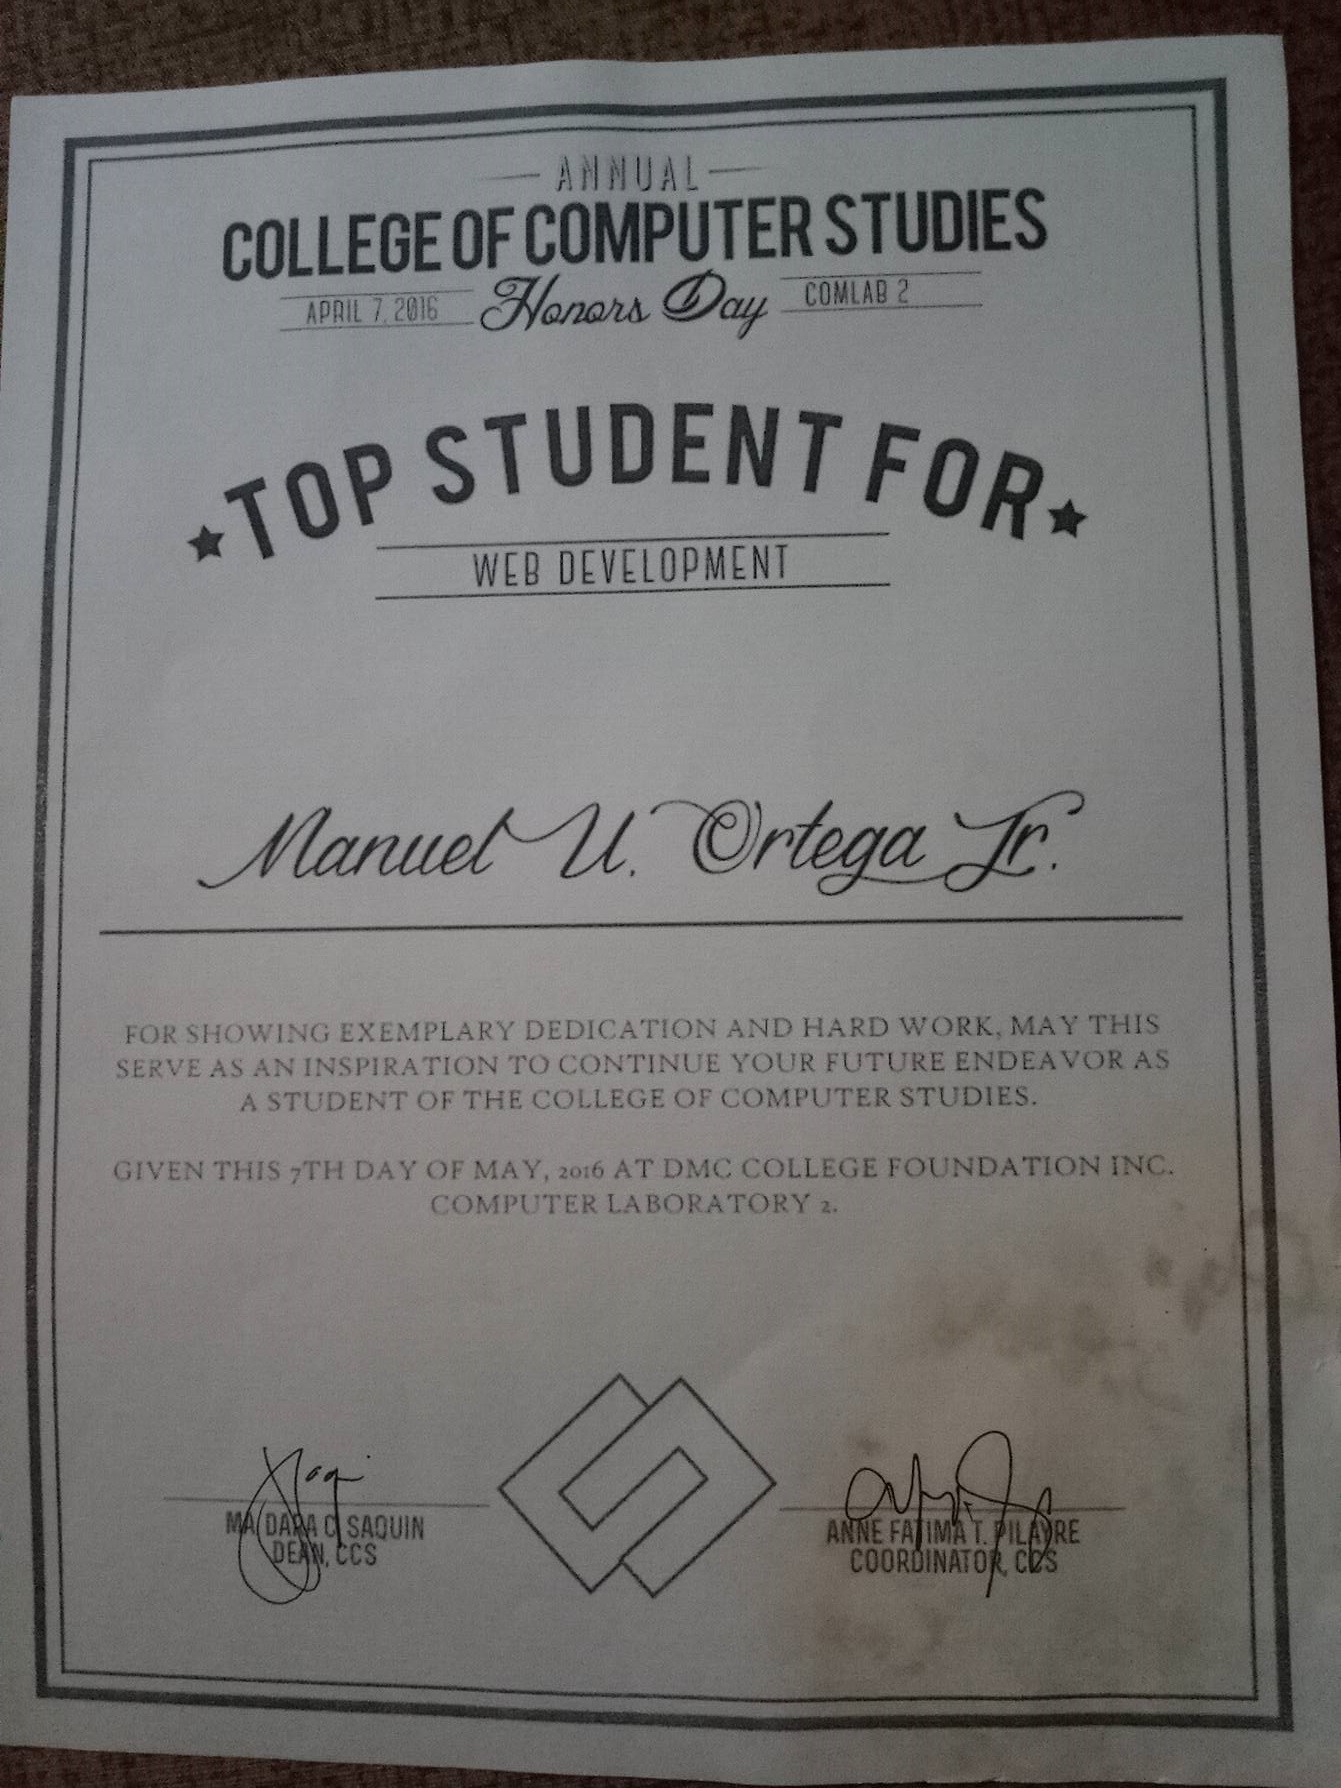 ANNUAL
COLLEGE OF COMPUTER STUDIES
APRIL 7, 2016 Honors Day COMLAB 2
TOP STUDENT FOR
WEB DEVELOPMENT
Manuel U. Ortega Jr.
FOR SHOWING EXEMPLARY DEDICATION AND HARD WORK, MAY THIS
SERVE AS AN INSPIRATION TO CONTINUE YOUR FUTURE ENDEAVOR AS
A STUDENT OF THE COLLEGE OF COMPUTER STUDIES.
GIVEN THIS 7TH DAY OF MAY, 2016 AT DMC COLLEGE FOUNDATION INC.
COMPUTER LABORATORY 2.
MA DARA C. SAQUIN
DEAN, CCS
ANNE FATIMA T. PILAYRE
COORDINATOR, CCS